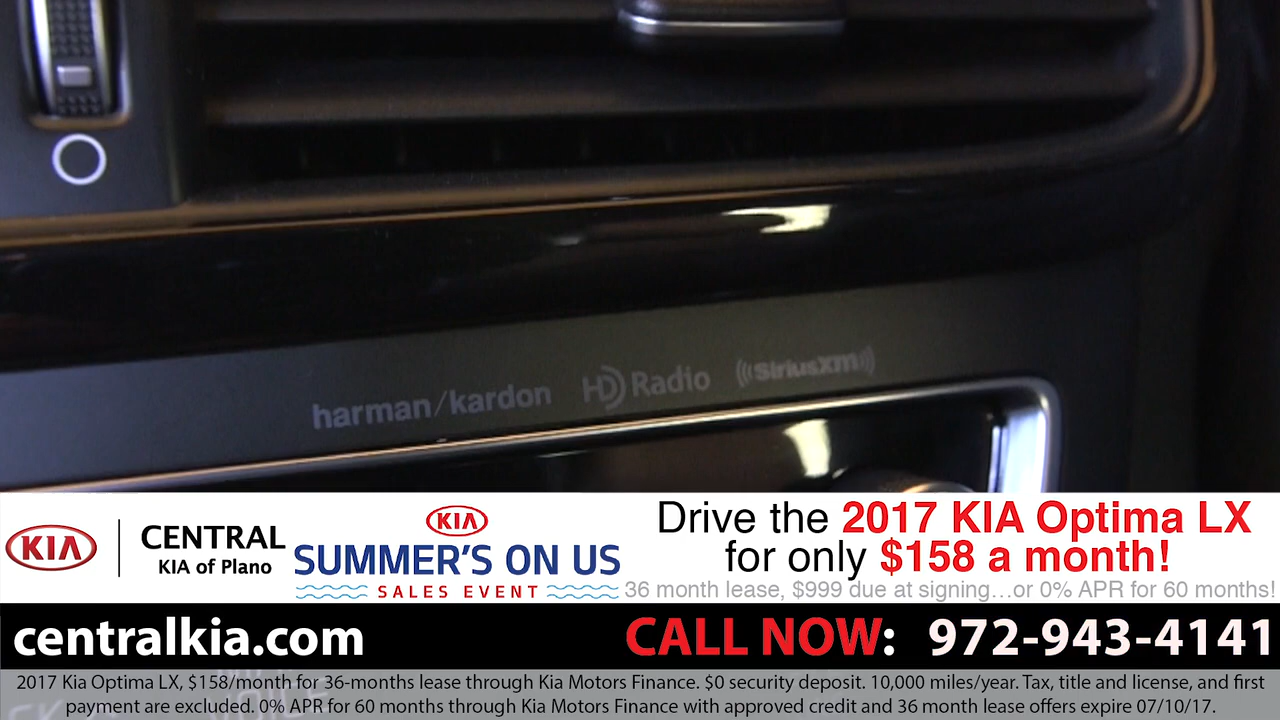 harman/kardon HD Radio SiriusXM
KIA
CENTRAL
KIA of Plano
KIA
SUMMER'S ON US
SALES EVENT
Drive the 2017 KIA Optima LX
for only $158 a month!
36 month lease, $999 due at signing...or 0% APR for 60 months!
centralkia.com
CALL NOW: 972-943-4141
VOICE
2017 Kia Optima LX, $158/month for 36-months lease through Kia Motors Finance. $0 security deposit. 10,000 miles/year. Tax, title and license, and first
payment are excluded. 0% APR for 60 months through Kia Motors Finance with approved credit and 36 month lease offers expire 07/10/17.